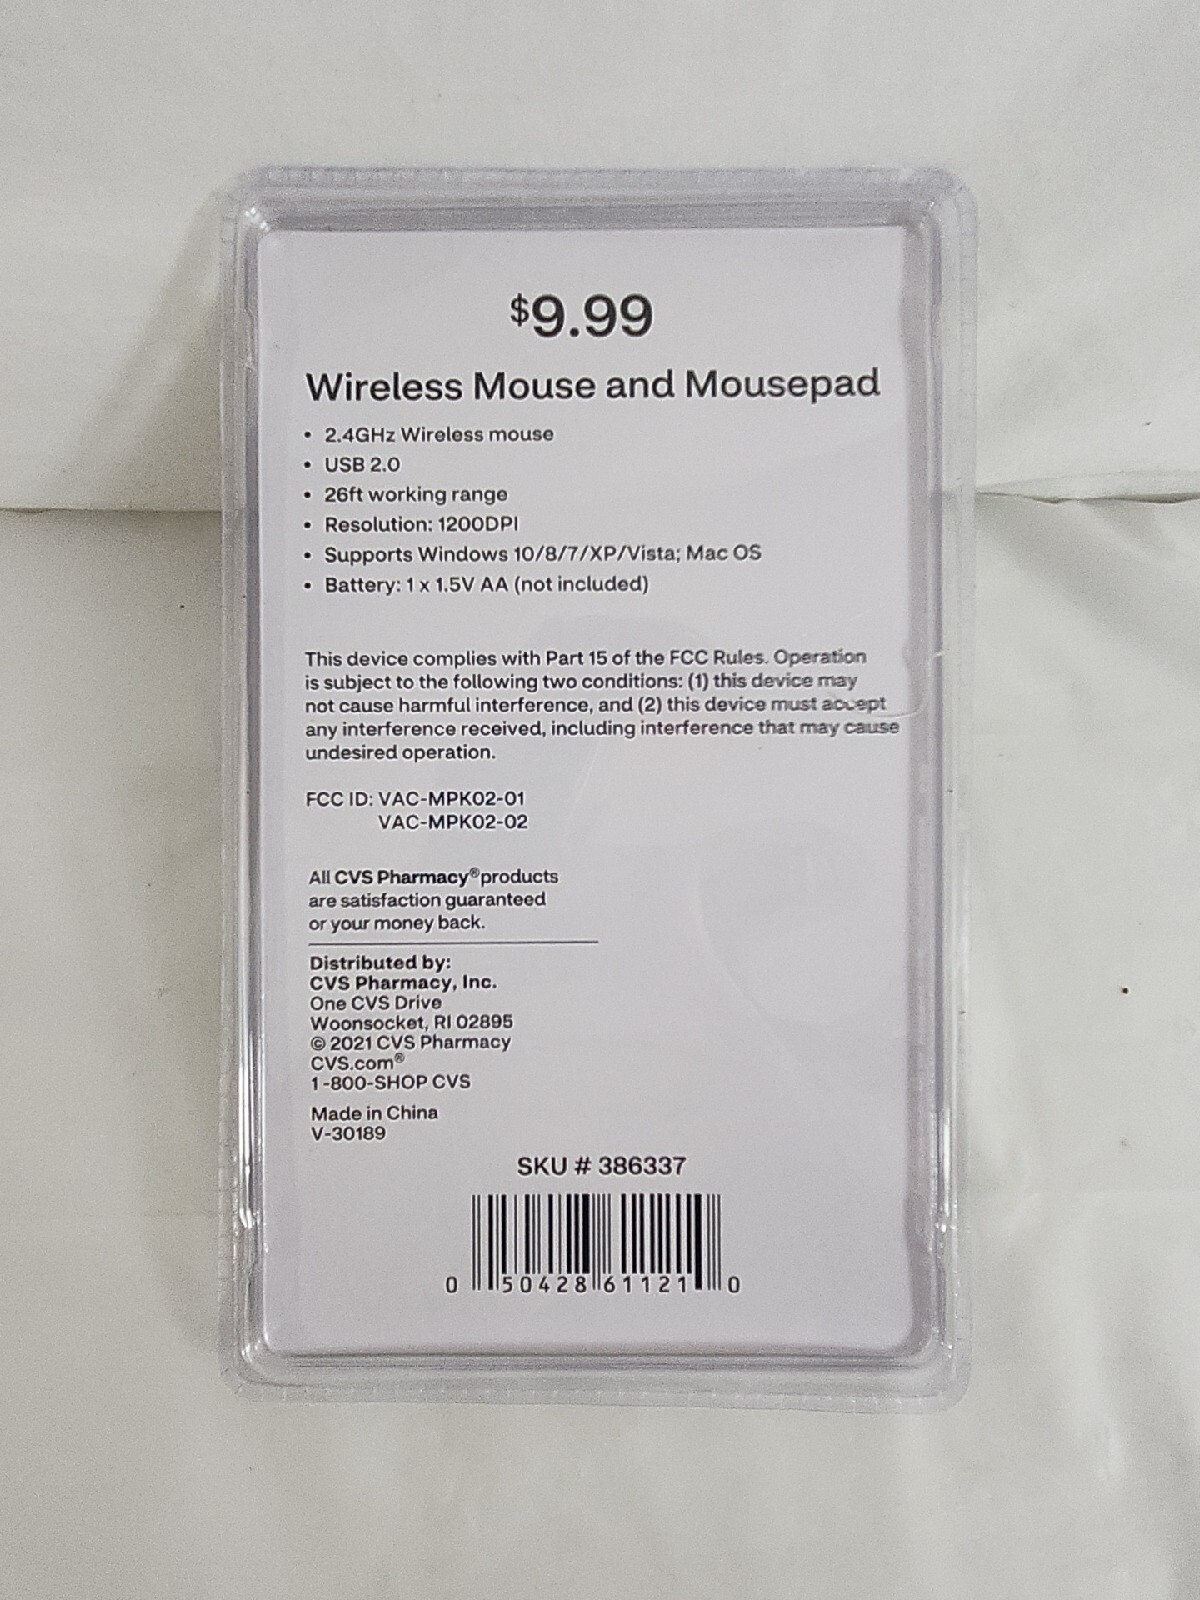 $9.99
Wireless Mouse and Mousepad
• 2.4GHz Wireless mouse
• USB 2.0
• 26ft working range
• Resolution: 1200DPI
• Supports Windows 10/8/7/XP/Vista; Mac OS
• Battery: 1 x 1.5V AA (not included)
This device complies with Part 15 of the FCC Rules. Operation
is subject to the following two conditions: (1) this device may
not cause harmful interference, and (2) this device must accept
any interference received, including interference that may cause
undesired operation.
FCC ID: VAC-MPK02-01
VAC-MPK02-02
All CVS Pharmacy® products
are satisfaction guaranteed
or your money back.
Distributed by:
CVS Pharmacy, Inc.
One CVS Drive
Woonsocket, RI 02895
© 2021 CVS Pharmacy
CVS.com®
1-800-SHOP CVS
Made in China
V-30189
SKU # 386337
0 50428 61121 0